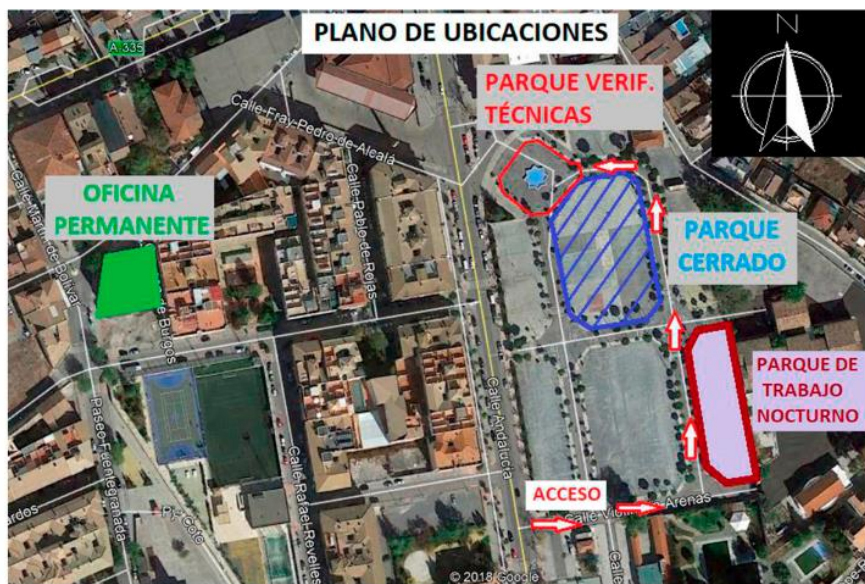 PLANO DE UBICACIONES
N
A 335
PARQUE VERIF.
TÉCNICAS
Calle Fray Pedro de Alcalá
OFICINA
PERMANENTE
Calle Pablo de Rojas
PARQUE
CERRADO
de Burgos
PARQUE DE
TRABAJO
NOCTURNO
Paseo Fuentegranada
Calle Rafael Revelles
Calle Andalucía
ACCESO
Arenas
Calle
© 2018 Google